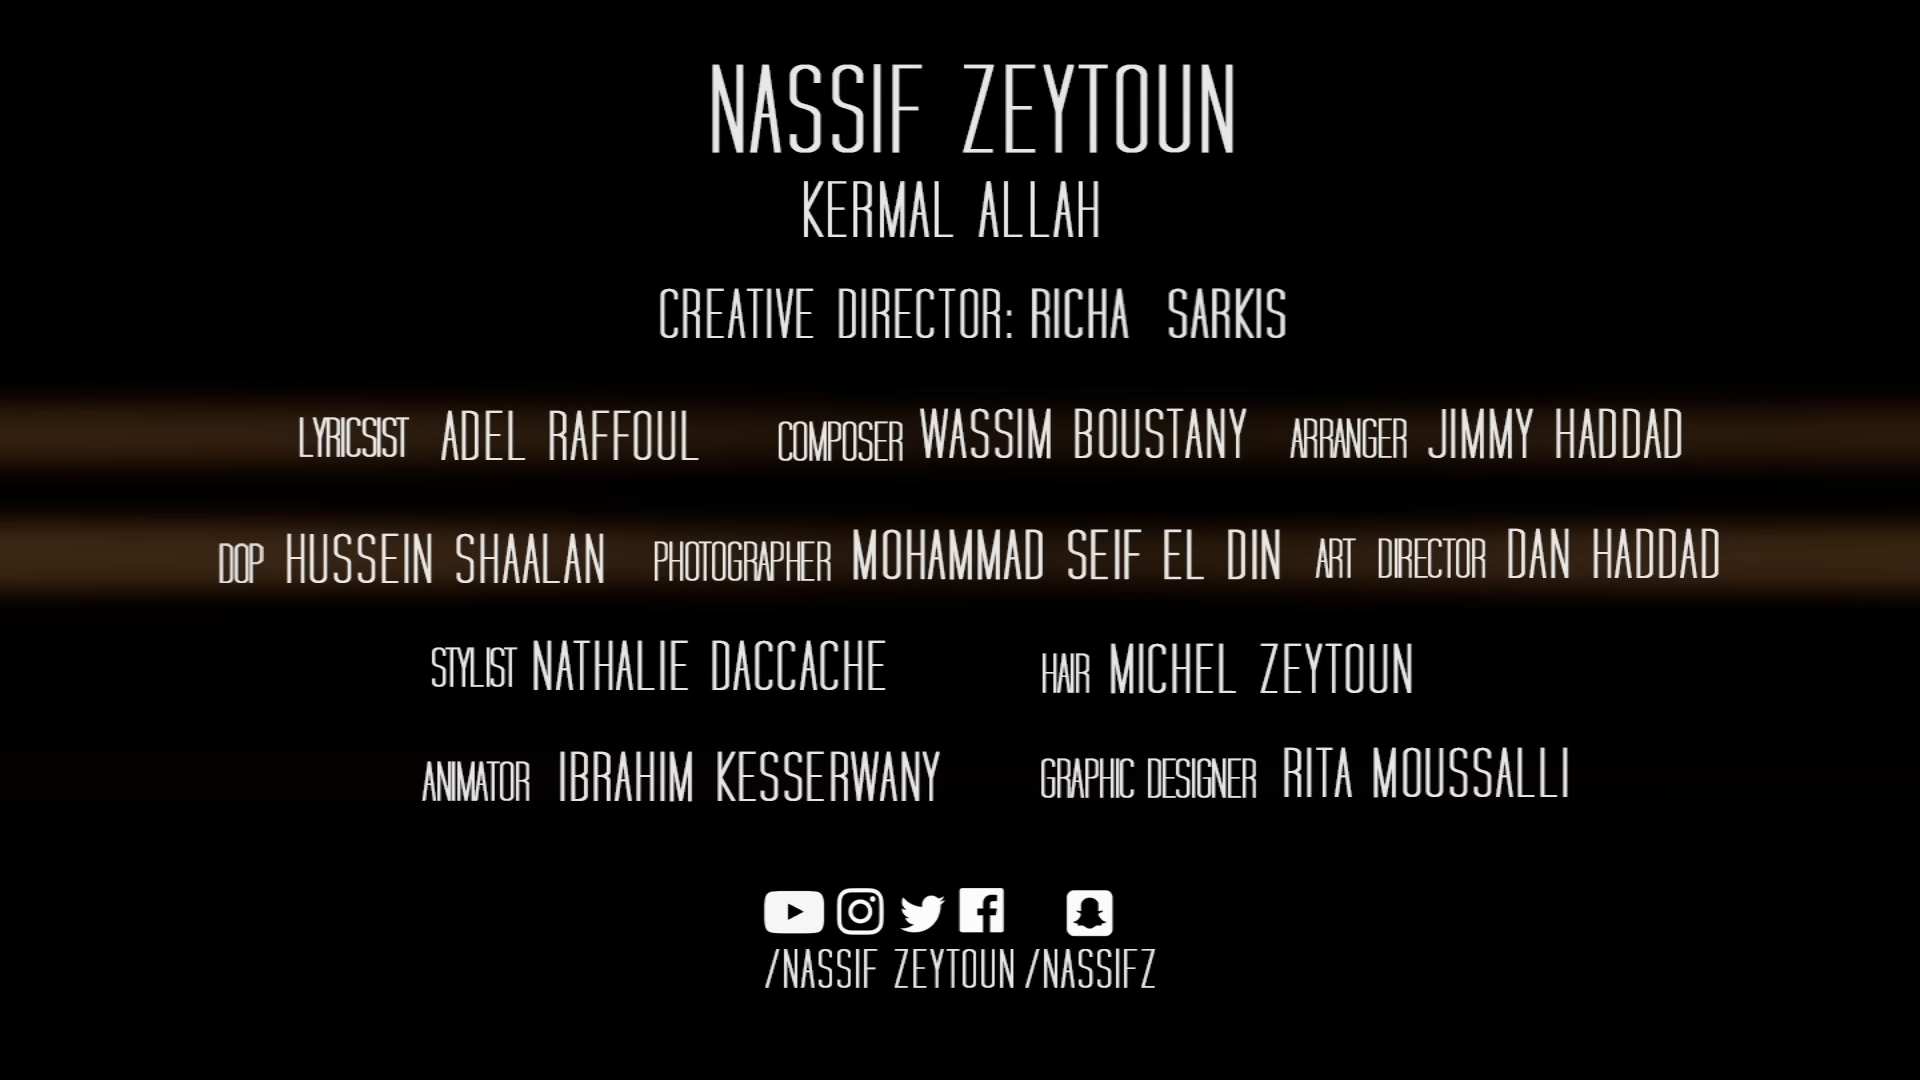 NASSIF ZEYTOUN
KERMAL ALLAH
CREATIVE DIRECTOR: RICHA SARKIS
LYRICSIST ADEL RAFFOUL COMPOSER WASSIM BOUSTANY ARRANGER JIMMY HADDAD
DOP HUSSEIN SHAALAN PHOTOGRAPHER MOHAMMAD SEIF EL DIN ART DIRECTOR DAN HADDAD
STYLIST NATHALIE DACCACHE HAIR MICHEL ZEYTOUN
ANIMATOR IBRAHIM KESSERWANY GRAPHIC DESIGNER RITA MOUSSALLI
/NASSIF ZEYTOUN /NASSIFZ